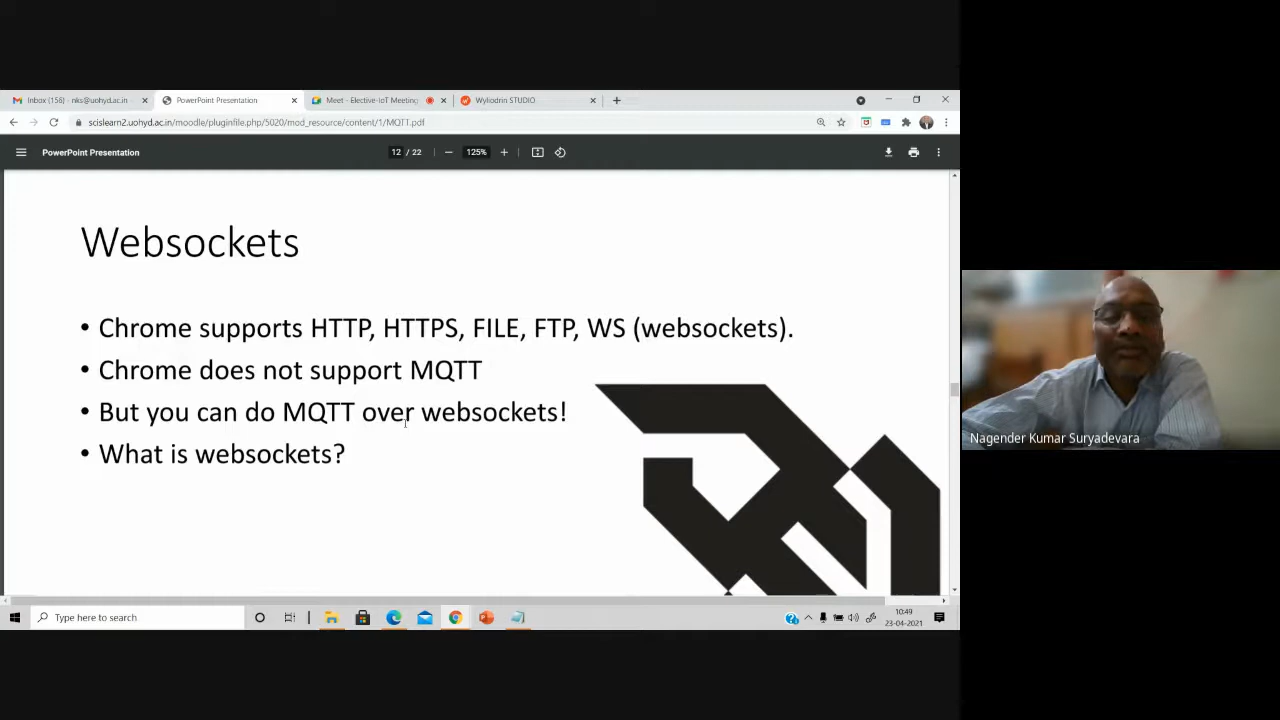 Inbox (158) - nks@uohyd.ac.in
PowerPoint Presentation
Meet - Elective-IoT Meeting
Wyliodrin STUDIO
scislearn2.uohyd.ac.in/moodle/pluginfile.php/5020/mod_resource/content/1/MQTT.pdf
PowerPoint Presentation
12 / 22
125%
Websockets
• Chrome supports HTTP, HTTPS, FILE, FTP, WS (websockets).
• Chrome does not support MQTT
• But you can do MQTT over websockets!
• What is websockets?
Nagender Kumar Suryadevara
Type here to search
10:49
23-04-2021